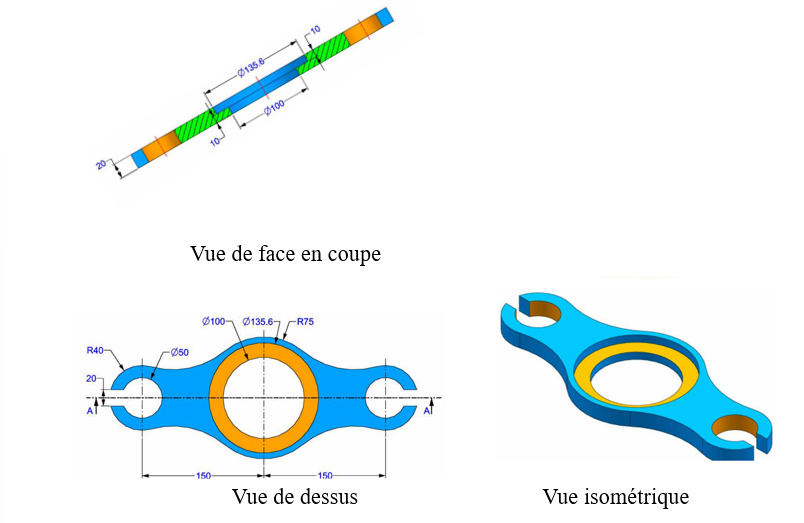 10
Ø135.6
Ø100
10
20
Vue de face en coupe
Ø100 Ø135.6 R75
R40 Ø50
20
A A
150 150
Vue de dessus
Vue isométrique